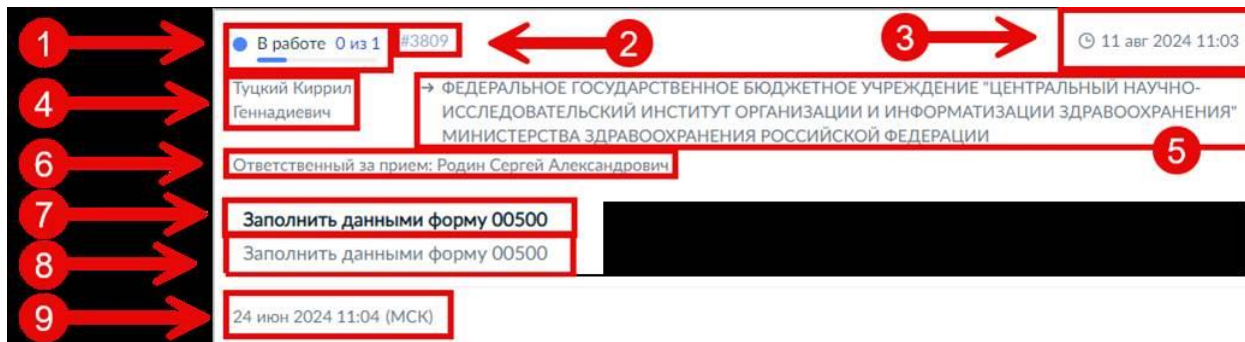 1
В работе 0 из 1 #3809
2
3
11 авг 2024 11:03
4
Туцкий Киррил
Геннадиевич
→ ФЕДЕРАЛЬНОЕ ГОСУДАРСТВЕННОЕ БЮДЖЕТНОЕ УЧРЕЖДЕНИЕ "ЦЕНТРАЛЬНЫЙ НАУЧНО-
ИССЛЕДОВАТЕЛЬСКИЙ ИНСТИТУТ ОРГАНИЗАЦИИ И ИНФОРМАТИЗАЦИИ ЗДРАВООХРАНЕНИЯ"
МИНИСТЕРСТВА ЗДРАВООХРАНЕНИЯ РОССИЙСКОЙ ФЕДЕРАЦИИ
5
6
Ответственный за прием: Родин Сергей Александрович
7
Заполнить данными форму 00500
8
Заполнить данными форму 00500
9
24 июн 2024 11:04 (МСК)